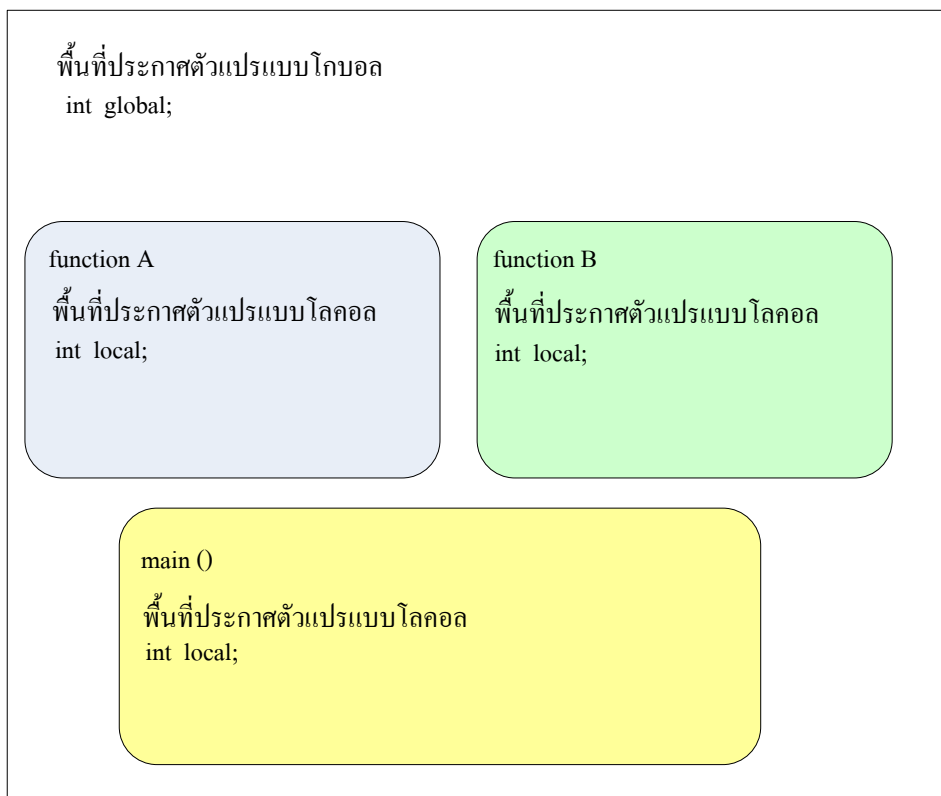 พื้นที่ประกาศตัวแปรแบบโกบอล
int global;
function A
พื้นที่ประกาศตัวแปรแบบโลคอล
int local;
function B
พื้นที่ประกาศตัวแปรแบบโลคอล
int local;
main ()
พื้นที่ประกาศตัวแปรแบบโลคอล
int local;